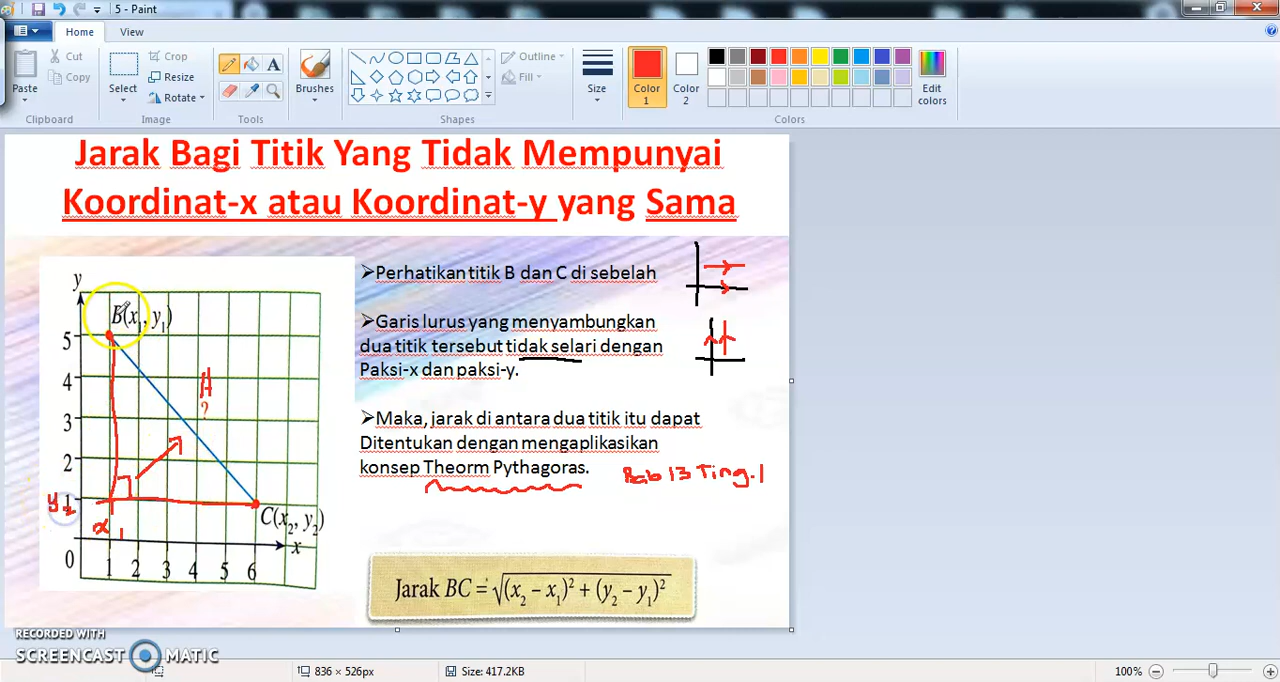 5 - Paint
Home
View
Paste
Cut
Copy
Clipboard
Select
Crop
Resize
Rotate
Image
A
Tools
Brushes
Shapes
Outline
Fill
Size
Color
1
Color
2
Edit
colors
Colors
Jarak Bagi Titik Yang Tidak Mempunyai
Koordinat-x atau Koordinat-y yang Sama
y
B(x₁, y₁)
5
4
3
2
1
0
1 2 3 4 5 6
x
C(x₂, y₂)
H
?
y₂
x₁
➢Perhatikan titik B dan C di sebelah
➢Garis lurus yang menyambungkan
dua titik tersebut tidak selari dengan
Paksi-x dan paksi-y.
➢Maka, jarak di antara dua titik itu dapat
Ditentukan dengan mengaplikasikan
konsep Theorm Pythagoras.
Bab 13 Ting.1
Jarak BC = √(x₂ – x₁)² + (y₂ – y₁)²
RECORDED WITH
SCREENCAST MATIC
836 × 526px
Size: 417.2KB
100%